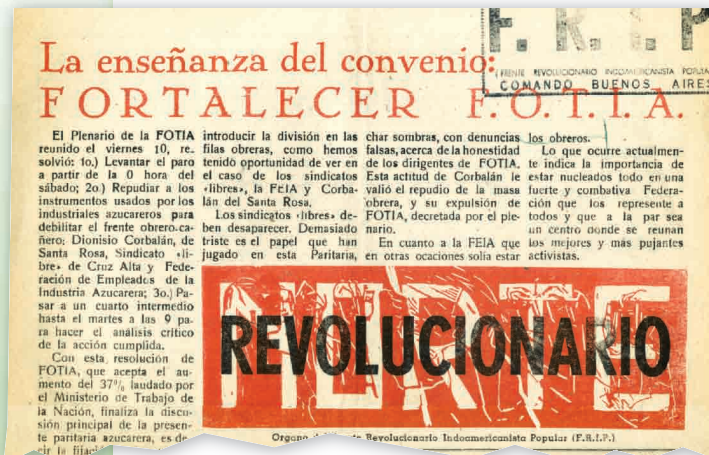 F. R. I. P
( FRENTE REVOLUCIONARIO INDOAMERICANISTA POPULA
COMANDO BUENOS AIRES
La enseñanza del convenio:
FORTALECER F.O.T.I.A.
El Plenario de la FOTIA
reunido el viernes 10, re-
solvió: 1o.) Levantar el paro
a partir de la 0 hora del
sábado; 2o.) Repudiar a los
instrumentos usados por los
industriales azucareros para
debilitar el frente obrero-ca-
ñero: Dionisio Corbalán, de
Santa Rosa, Sindicato «li-
bre» de Cruz Alta y Fede-
ración de Empleados de la
Industria Azucarera; 3o.) Pa-
sar a un cuarto intermedio
hasta el martes a las 9 pa-
ra hacer el análisis crítico
de la acción cumplida.
Con esta resolución de
FOTIA, que acepta el au-
mento del 37% laudado por
el Ministerio de Trabajo de
la Nación, finaliza la discu-
sión principal de la presen-
te paritaria azucarera, es de-
cir la fijaci
introducir la división en las
filas obreras, como hemos
tenido oportunidad de ver en
el caso de los sindicatos
«libres», la FEIA y Corba-
lán del Santa Rosa.
Los sindicatos «libres» de-
ben desaparecer. Demasiado
triste es el papel que han
jugado en esta Paritaria,
char sombras, con denuncias
falsas, acerca de la honestidad
de los dirigentes de FOTIA.
Esta actitud de Corbalán le
valió el repudio de la masa
obrera, y su expulsión de
FOTIA, decretada por el ple-
nario.
En cuanto a la FEIA que
en otras ocaciones solía estar
los obreros.
Lo que ocurre actualmen-
te indica la importancia de
estar nucleados todo en una
fuerte y combativa Federa-
ción que los represente a
todos y que a la par sea
un centro donde se reunan
los mejores y más pujantes
activistas.
NORTE
REVOLUCIONARIO
Organo Revolucionario Indoamericanista Popular (F.R.I.P.)